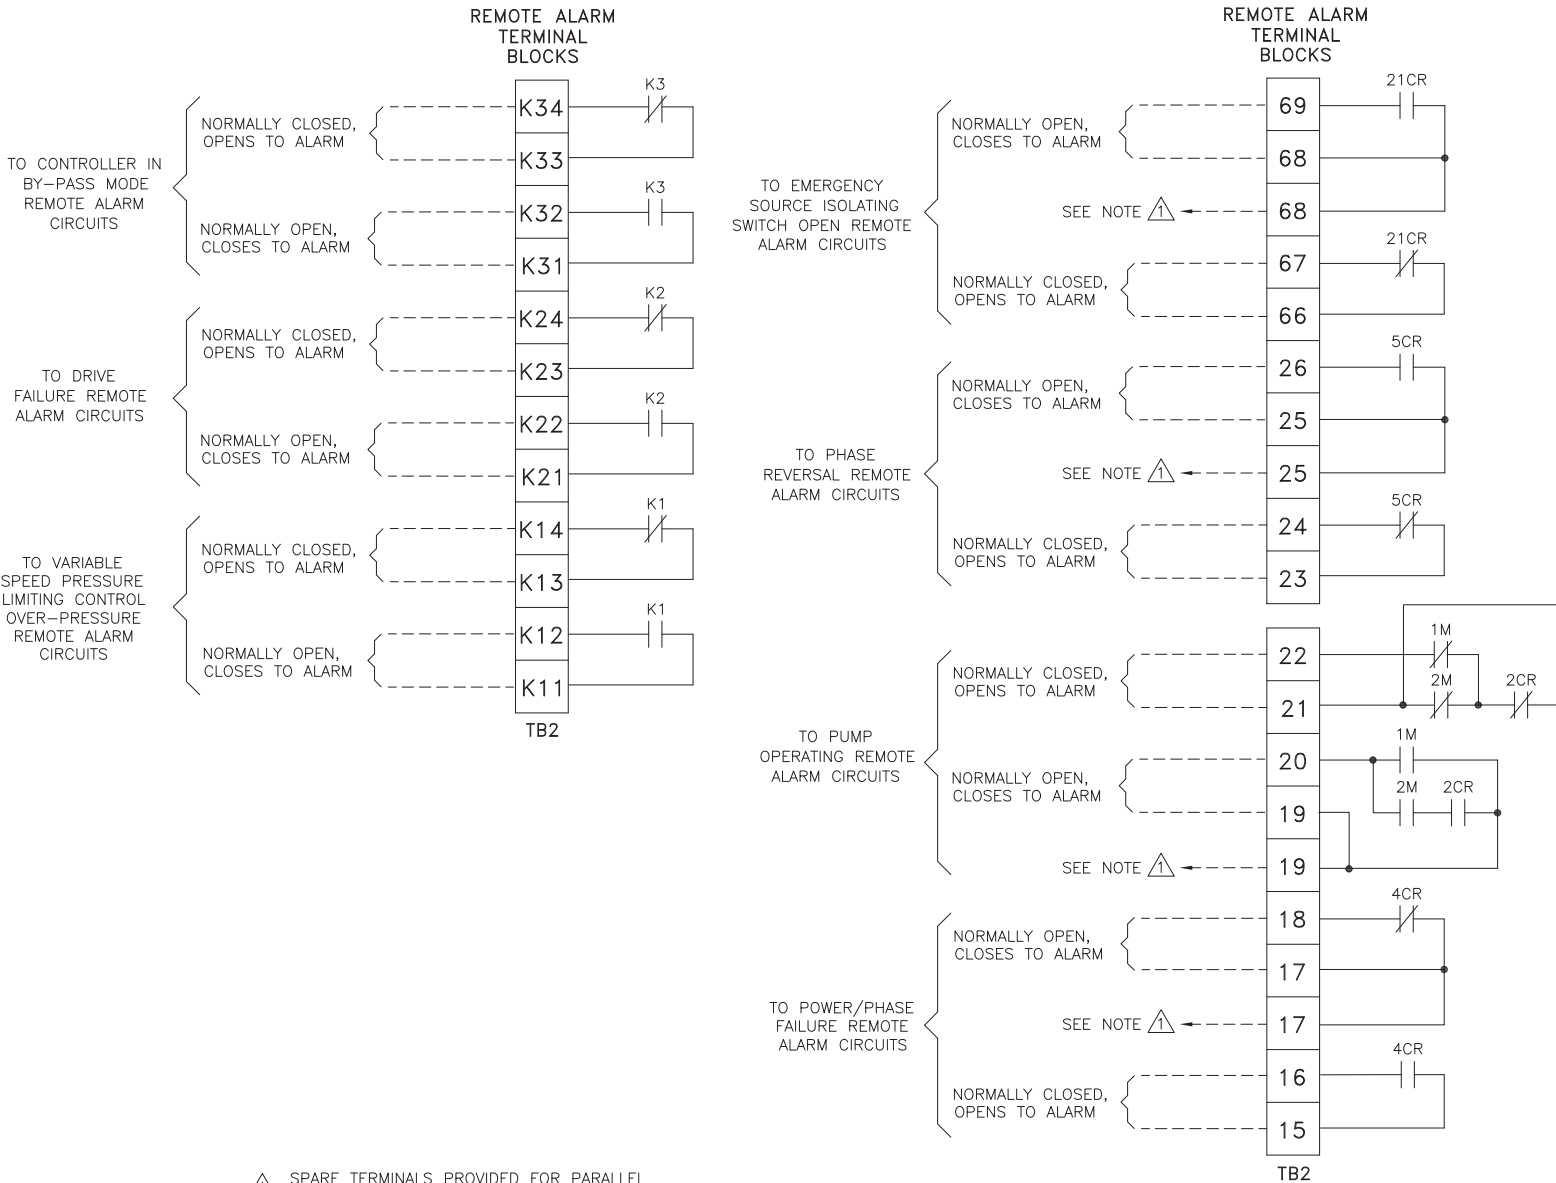 REMOTE ALARM
TERMINAL
BLOCKS
TO CONTROLLER IN
BY-PASS MODE
REMOTE ALARM
CIRCUITS
NORMALLY CLOSED,
OPENS TO ALARM
K34
K3
K33
NORMALLY OPEN,
CLOSES TO ALARM
K32
K3
K31
TO DRIVE
FAILURE REMOTE
ALARM CIRCUITS
NORMALLY CLOSED,
OPENS TO ALARM
K24
K2
K23
NORMALLY OPEN,
CLOSES TO ALARM
K22
K2
K21
TO VARIABLE
SPEED PRESSURE
LIMITING CONTROL
OVER-PRESSURE
REMOTE ALARM
CIRCUITS
NORMALLY CLOSED,
OPENS TO ALARM
K14
K1
K13
NORMALLY OPEN,
CLOSES TO ALARM
K12
K1
K11
TB2
REMOTE ALARM
TERMINAL
BLOCKS
TO EMERGENCY
SOURCE ISOLATING
SWITCH OPEN REMOTE
ALARM CIRCUITS
NORMALLY OPEN,
CLOSES TO ALARM
69
21CR
68
SEE NOTE 1
68
NORMALLY CLOSED,
OPENS TO ALARM
67
21CR
66
TO PHASE
REVERSAL REMOTE
ALARM CIRCUITS
NORMALLY OPEN,
CLOSES TO ALARM
26
5CR
25
SEE NOTE 1
25
NORMALLY CLOSED,
OPENS TO ALARM
24
5CR
23
TO PUMP
OPERATING REMOTE
ALARM CIRCUITS
NORMALLY CLOSED,
OPENS TO ALARM
22
1M
21
2M
2CR
NORMALLY OPEN,
CLOSES TO ALARM
20
1M
19
2M
2CR
SEE NOTE 1
19
TO POWER/PHASE
FAILURE REMOTE
ALARM CIRCUITS
NORMALLY OPEN,
CLOSES TO ALARM
18
4CR
17
SEE NOTE 1
17
NORMALLY CLOSED,
OPENS TO ALARM
16
4CR
15
TB2
SPARE TERMINALS PROVIDED FOR PARALLEL